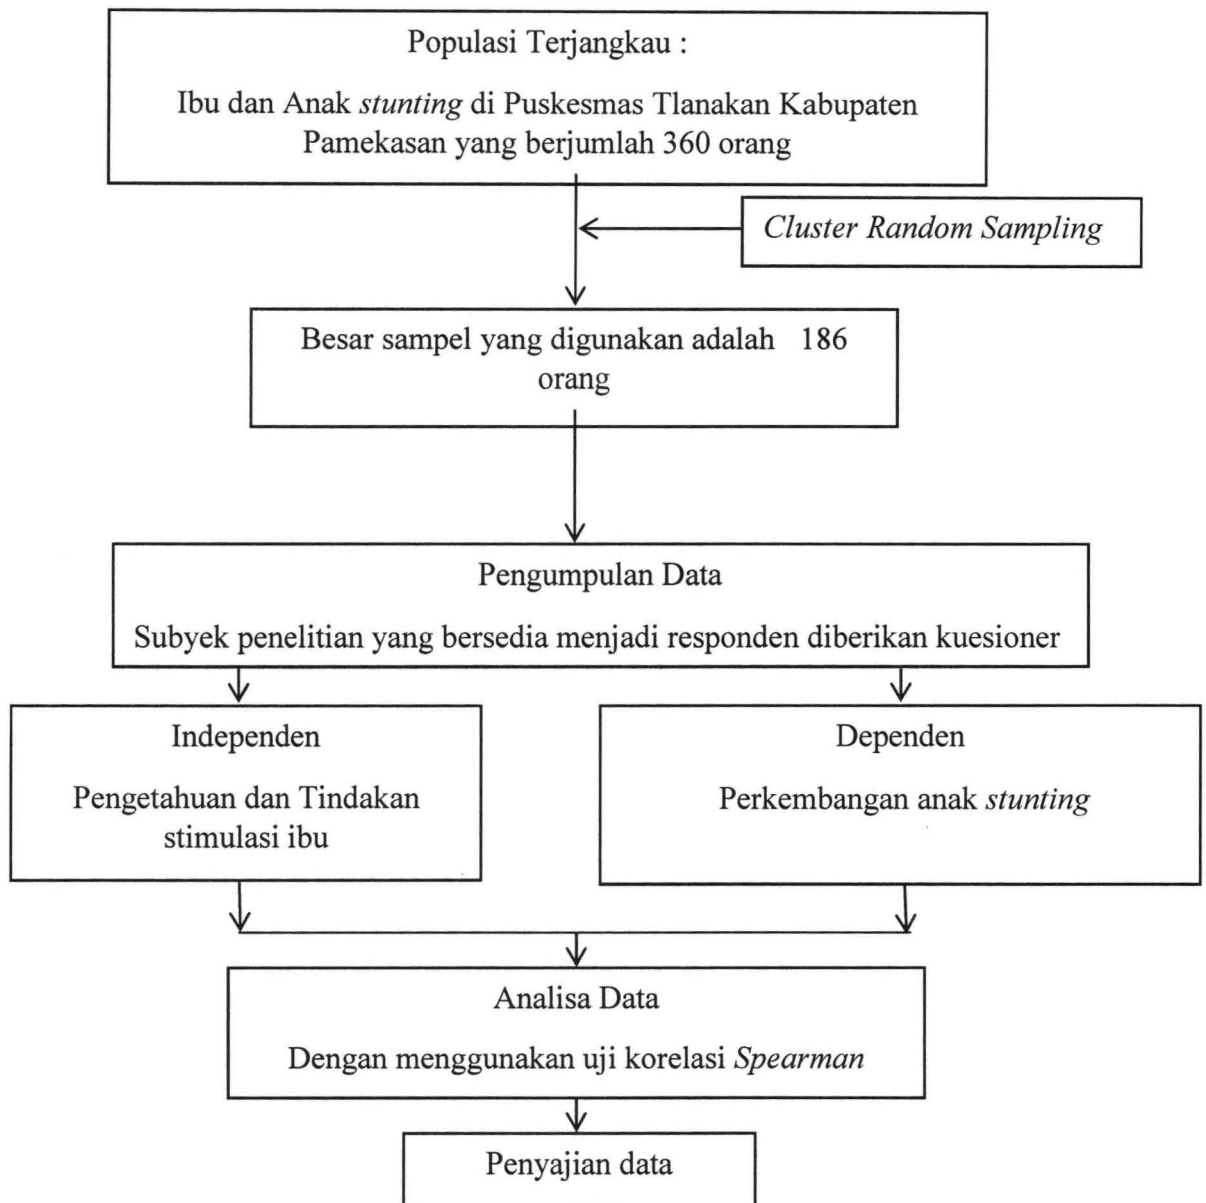 Populasi Terjangkau :
Ibu dan Anak stunting di Puskesmas Tlanakan Kabupaten
Pamekasan yang berjumlah 360 orang
Cluster Random Sampling
Besar sampel yang digunakan adalah 186
orang
Pengumpulan Data
Subyek penelitian yang bersedia menjadi responden diberikan kuesioner
Independen
Pengetahuan dan Tindakan
stimulasi ibu
Dependen
Perkembangan anak stunting
Analisa Data
Dengan menggunakan uji korelasi Spearman
Penyajian data